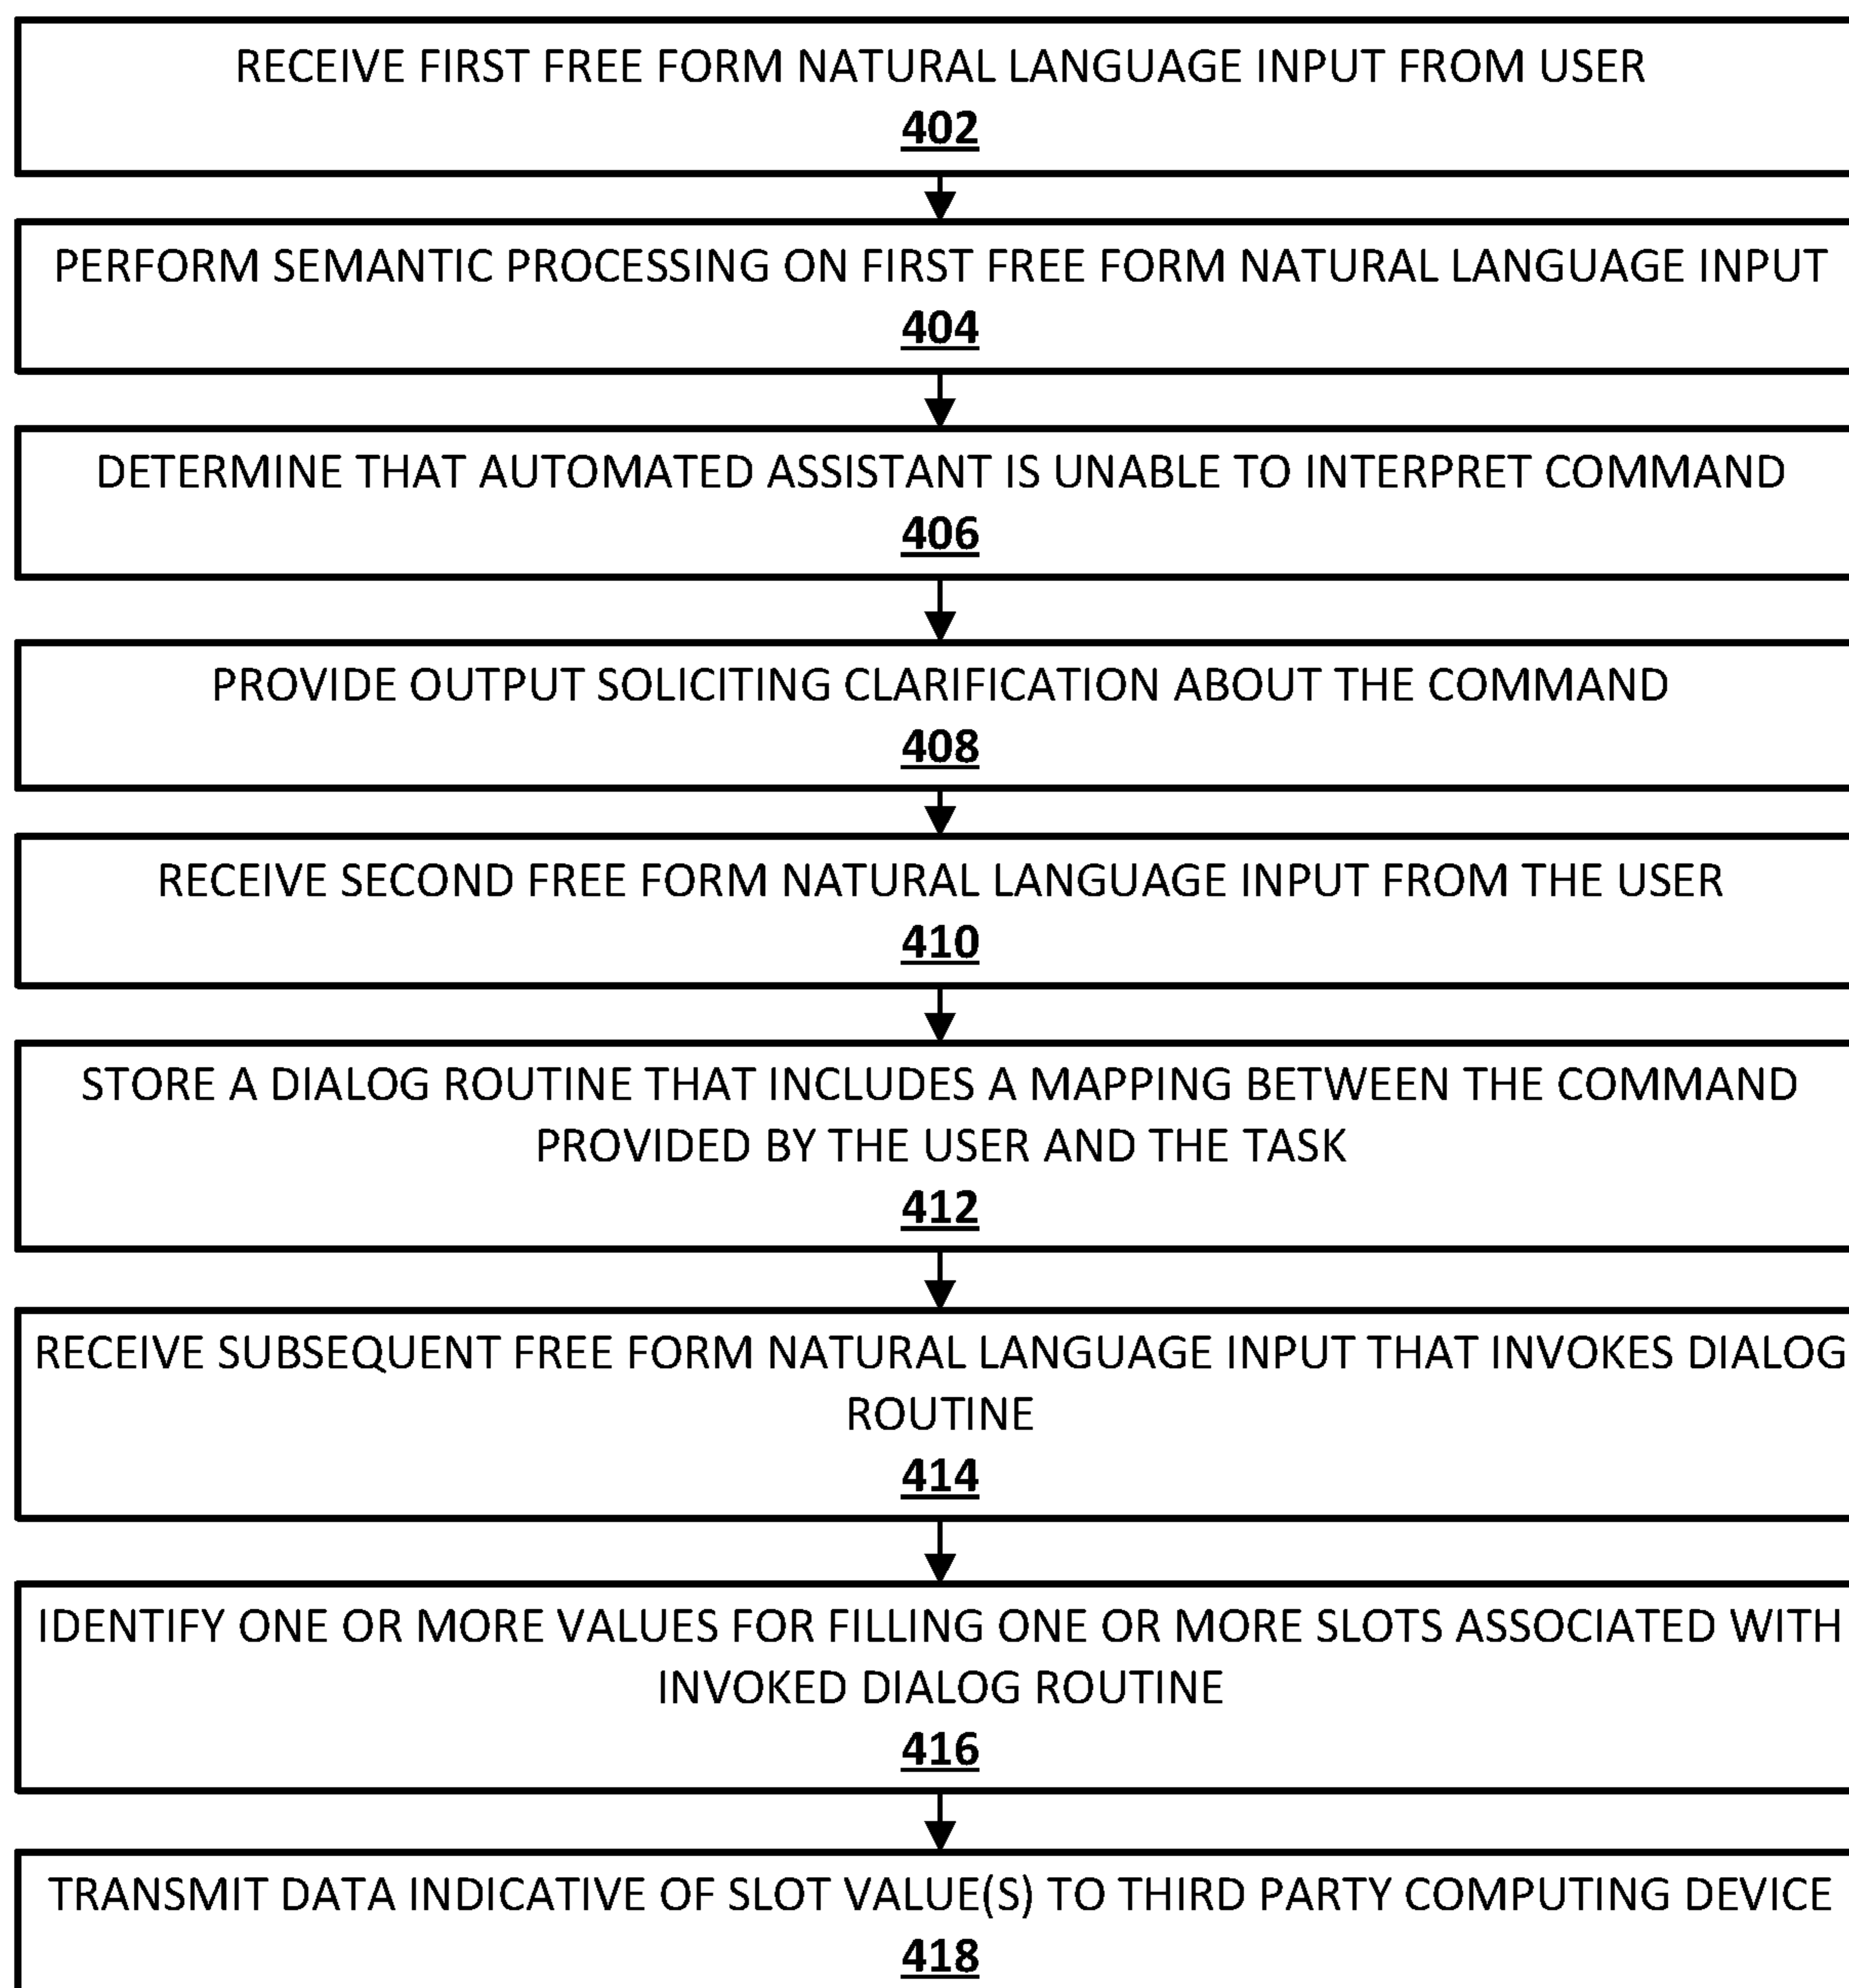 RECEIVE FIRST FREE FORM NATURAL LANGUAGE INPUT FROM USER
402
PERFORM SEMANTIC PROCESSING ON FIRST FREE FORM NATURAL LANGUAGE INPUT
404
DETERMINE THAT AUTOMATED ASSISTANT IS UNABLE TO INTERPRET COMMAND
406
PROVIDE OUTPUT SOLICITING CLARIFICATION ABOUT THE COMMAND
408
RECEIVE SECOND FREE FORM NATURAL LANGUAGE INPUT FROM THE USER
410
STORE A DIALOG ROUTINE THAT INCLUDES A MAPPING BETWEEN THE COMMAND
PROVIDED BY THE USER AND THE TASK
412
RECEIVE SUBSEQUENT FREE FORM NATURAL LANGUAGE INPUT THAT INVOKES DIALOG
ROUTINE
414
IDENTIFY ONE OR MORE VALUES FOR FILLING ONE OR MORE SLOTS ASSOCIATED WITH
INVOKED DIALOG ROUTINE
416
TRANSMIT DATA INDICATIVE OF SLOT VALUE(S) TO THIRD PARTY COMPUTING DEVICE
418